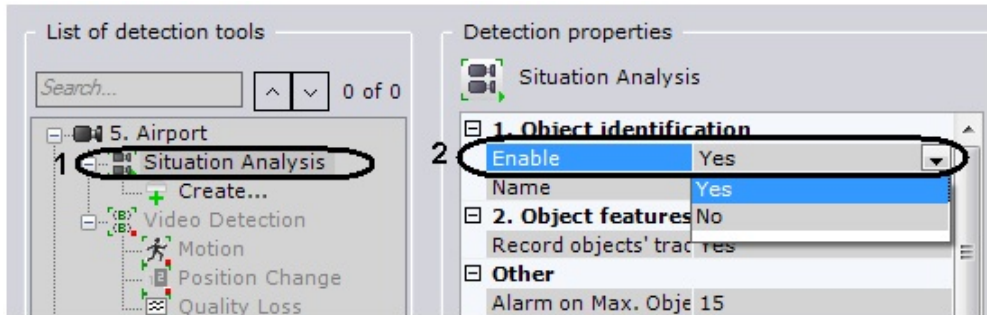 List of detection tools
Search...
0 of 0
5. Airport
1 Situation Analysis
Create...
Video Detection
Motion
Position Change
Quality Loss
Detection properties
Situation Analysis
1. Object identification
2 Enable Yes
Name Yes
2. Object features No
Record objects' trac Yes
Other
Alarm on Max. Obje 15